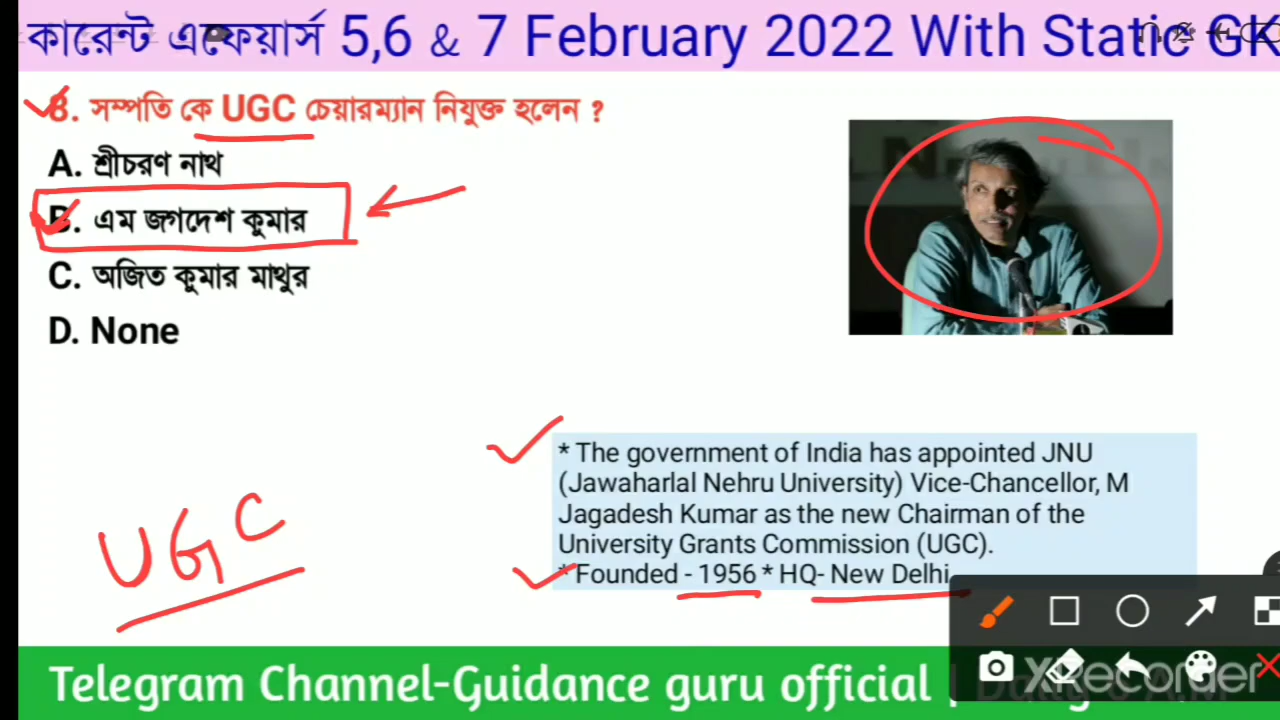 কারেন্ট এফেয়ার্স 5,6 & 7 February 2022 With Static GK
8. সম্পতি কে UGC চেয়ারম্যান নিযুক্ত হলেন ?
A. শ্রীচরণ নাথ
B. এম জগদেশ কুমার
C. অজিত কুমার মাথুর
D. None
* The government of India has appointed JNU
(Jawaharlal Nehru University) Vice-Chancellor, M
Jagadesh Kumar as the new Chairman of the
University Grants Commission (UGC).
* Founded - 1956 * HQ- New Delhi
UGC
Telegram Channel-Guidance guru official |
XRecorder